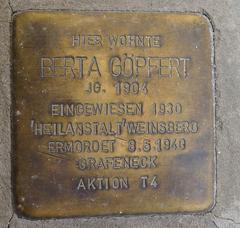 HIER WOHNTE
BERTA GÖPFERT
JG. 1904
EINGEWIESEN 1930
'HEILANSTALT' WEINSBERG
ERMORDET 8.5.1940
GRAFENECK
AKTION T4